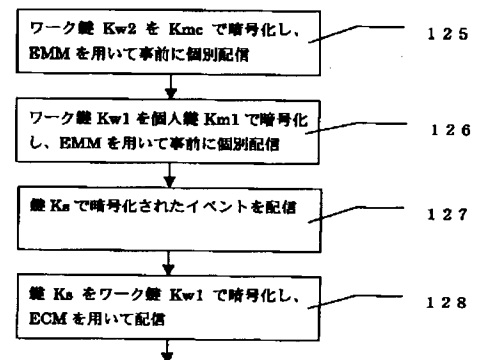 ワーク鍵 Kw2 を Kmc で暗号化し、
EMM を用いて事前に個別配信
125
ワーク鍵 Kw1 を個人鍵 Km1 で暗号化
し、EMM を用いて事前に個別配信
126
鍵 Ks で暗号化されたイベントを配信
127
鍵 Ks をワーク鍵 Kw1 で暗号化し、
ECM を用いて配信
128